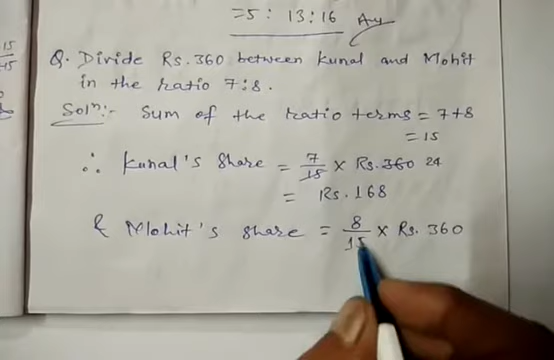 = 5 : 13 : 16 Ans
Q. Divide Rs. 360 between Kunal and Mohit
in the ratio 7:8.
Solⁿ:- Sum of the ratio terms = 7+8
= 15
∴ Kunal's Share = 7/15 × Rs. 360 24
= Rs. 168
& Mohit's share = 8/15 × Rs. 360